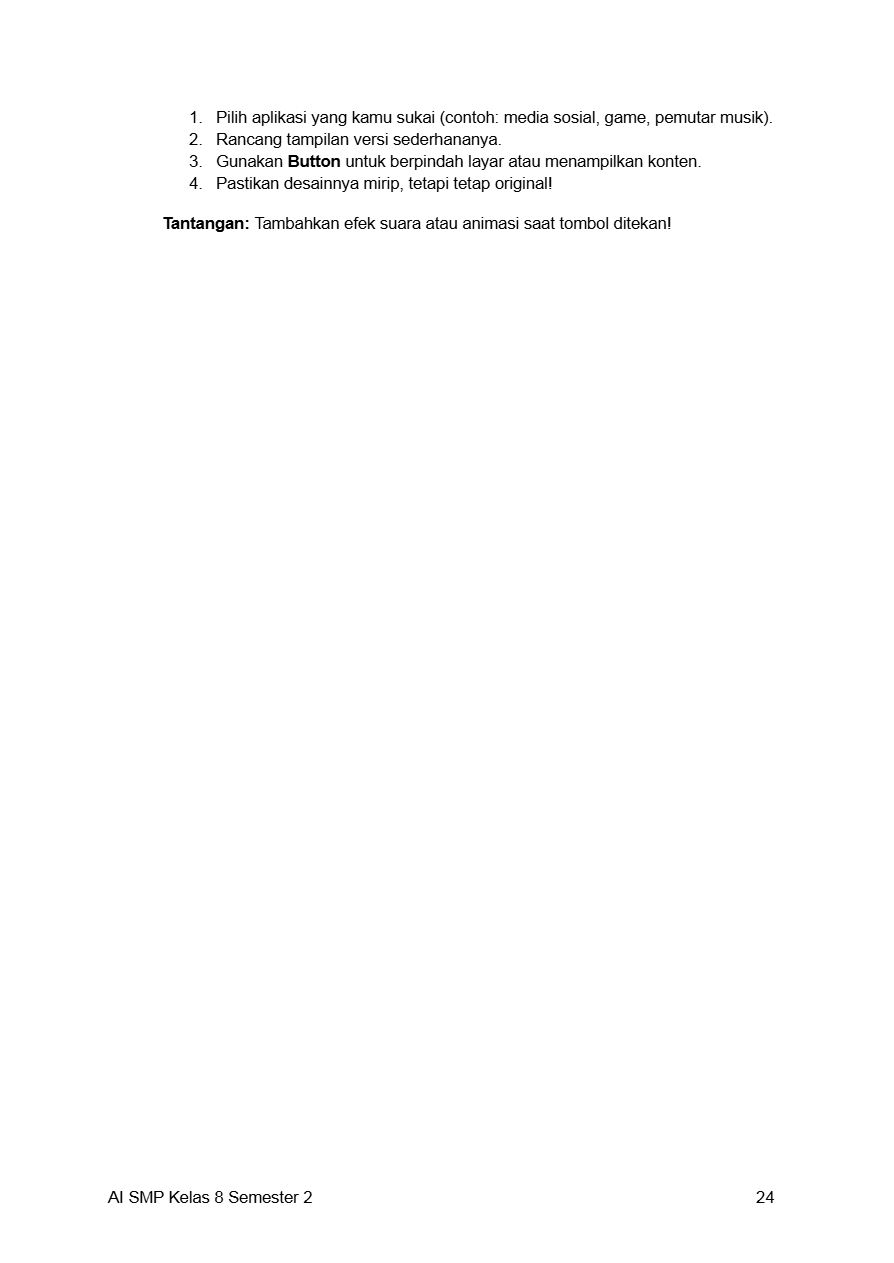 1. Pilih aplikasi yang kamu sukai (contoh: media sosial, game, pemutar musik).
2. Rancang tampilan versi sederhananya.
3. Gunakan Button untuk berpindah layar atau menampilkan konten.
4. Pastikan desainnya mirip, tetapi tetap original!
Tantangan: Tambahkan efek suara atau animasi saat tombol ditekan!
AI SMP Kelas 8 Semester 2 24